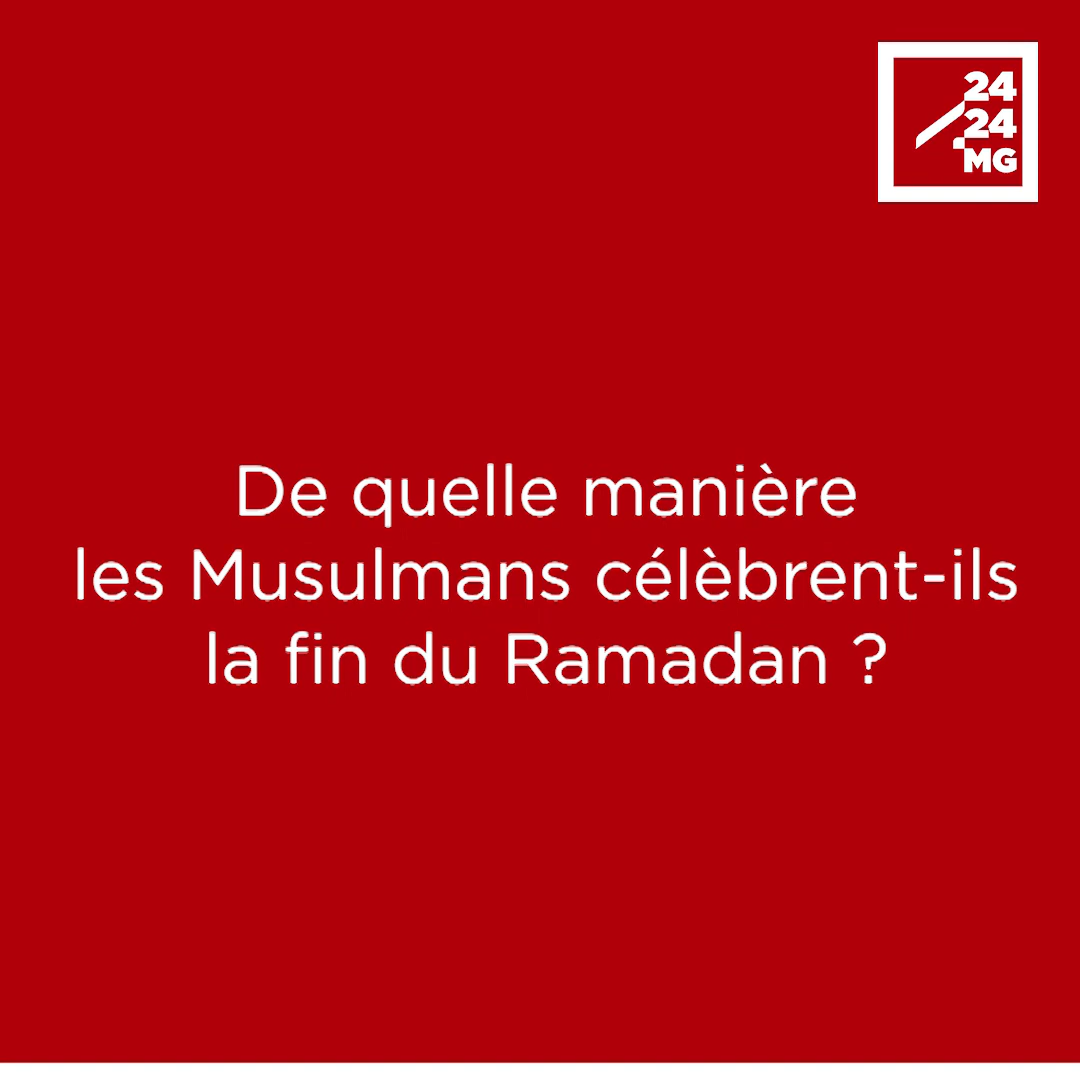 24
24
MG
De quelle manière
les Musulmans célèbrent-ils
la fin du Ramadan ?